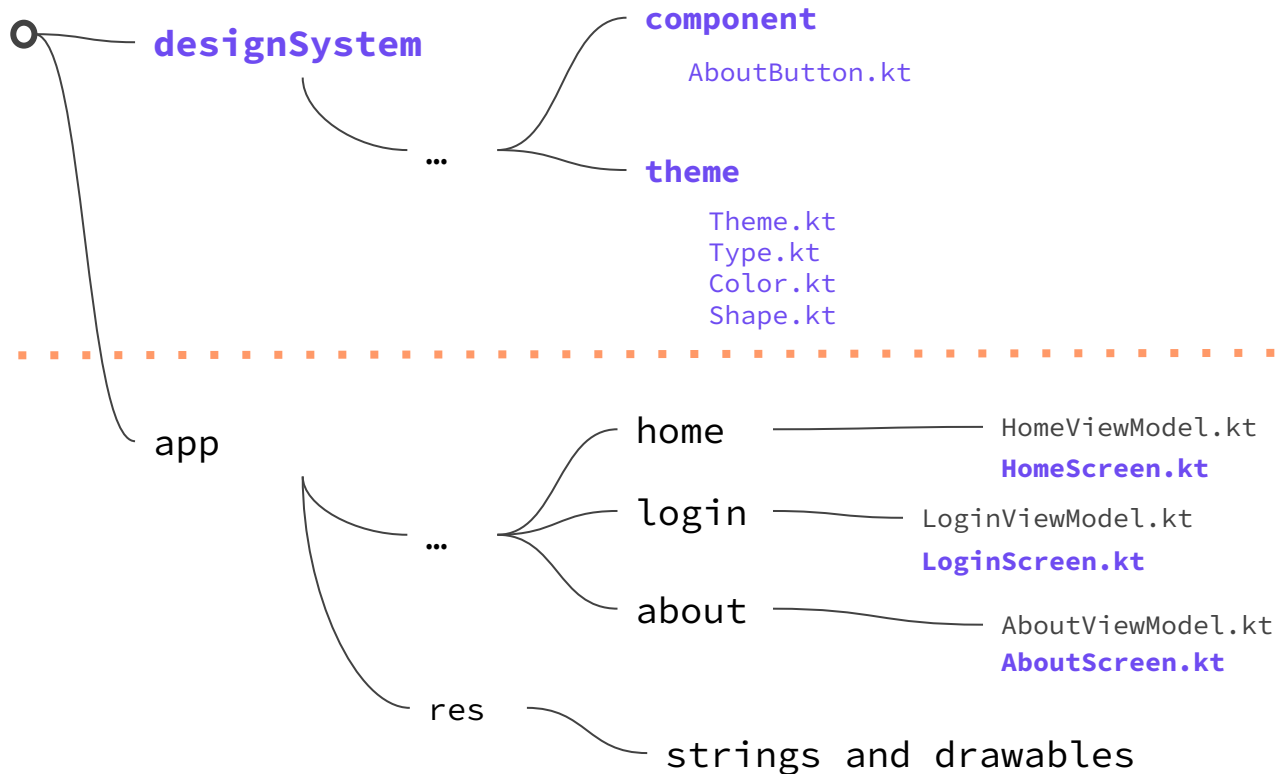 designSystem
…
component
AboutButton.kt
theme
Theme.kt
Type.kt
Color.kt
Shape.kt
app
…
home
HomeViewModel.kt
HomeScreen.kt
login
LoginViewModel.kt
LoginScreen.kt
about
AboutViewModel.kt
AboutScreen.kt
res
strings and drawables